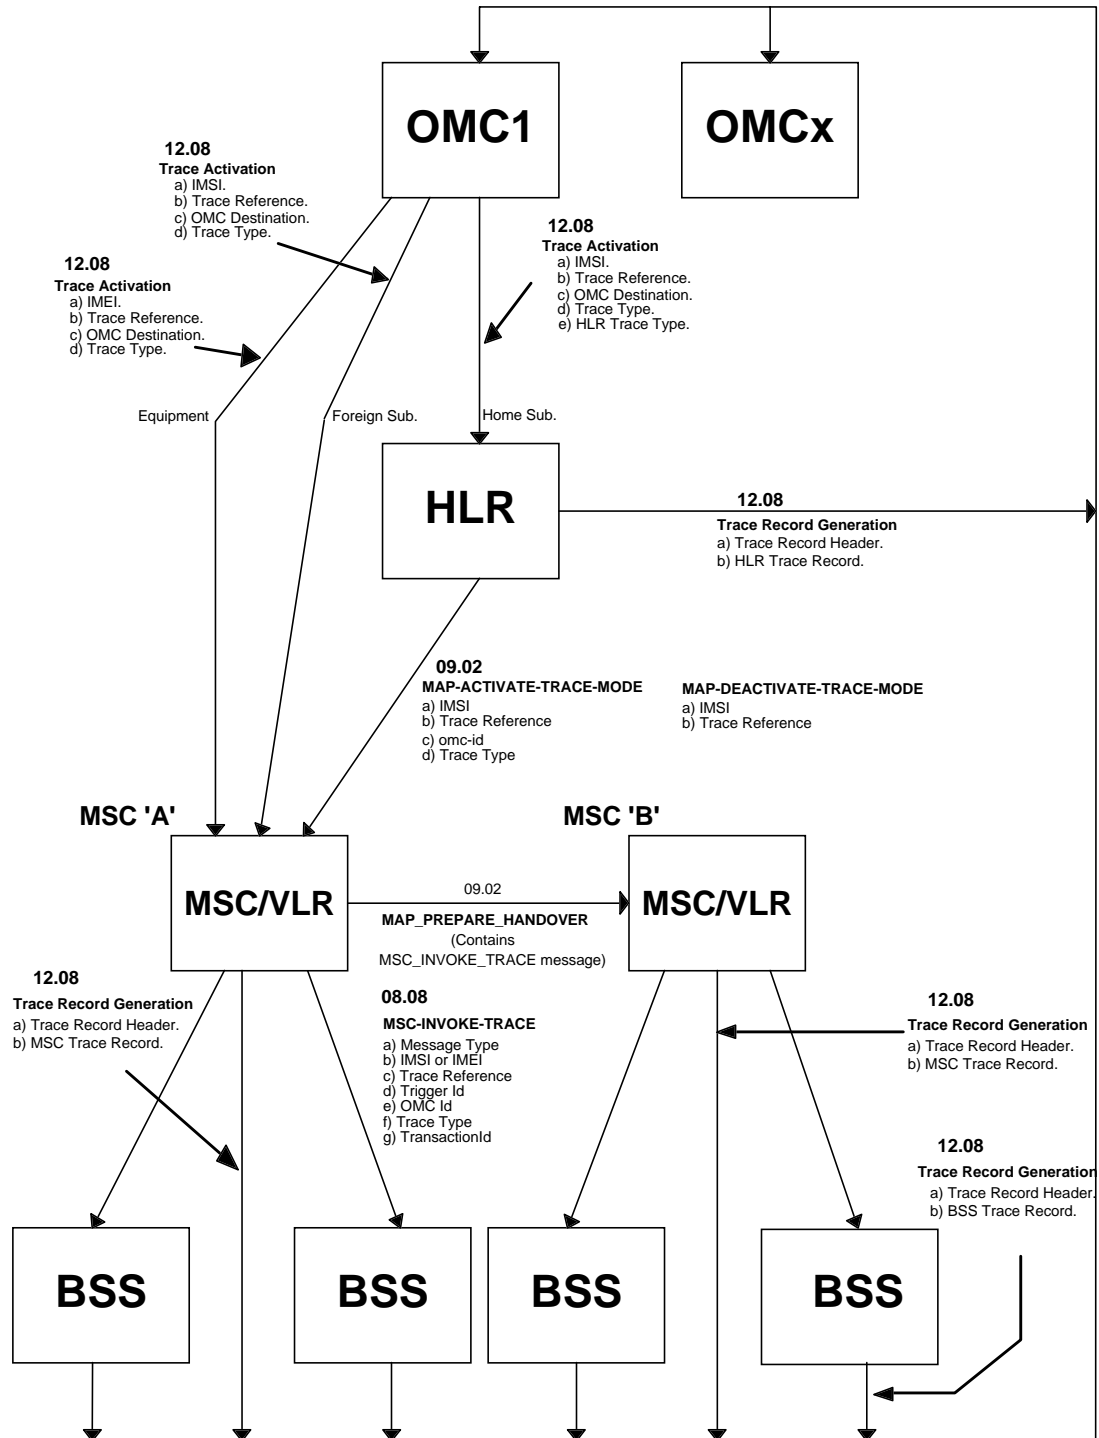 OMC1
OMCx
12.08
Trace Activation
a) IMSI.
b) Trace Reference.
c) OMC Destination.
d) Trace Type.
12.08
Trace Activation
a) IMSI.
b) Trace Reference.
c) OMC Destination.
d) Trace Type.
e) HLR Trace Type.
12.08
Trace Activation
a) IMEI.
b) Trace Reference.
c) OMC Destination.
d) Trace Type.
Equipment
Foreign Sub.
Home Sub.
HLR
12.08
Trace Record Generation
a) Trace Record Header.
b) HLR Trace Record.
09.02
MAP-ACTIVATE-TRACE-MODE
a) IMSI
b) Trace Reference
c) omc-id
d) Trace Type
MAP-DEACTIVATE-TRACE-MODE
a) IMSI
b) Trace Reference
MSC 'A'
MSC 'B'
MSC/VLR
09.02
MAP_PREPARE_HANDOVER
(Contains
MSC_INVOKE_TRACE message)
MSC/VLR
12.08
Trace Record Generation
a) Trace Record Header.
b) MSC Trace Record.
08.08
MSC-INVOKE-TRACE
a) Message Type
b) IMSI or IMEI
c) Trace Reference
d) Trigger Id
e) OMC Id
f) Trace Type
g) TransactionId
12.08
Trace Record Generation
a) Trace Record Header.
b) MSC Trace Record.
12.08
Trace Record Generation
a) Trace Record Header.
b) BSS Trace Record.
BSS
BSS
BSS
BSS